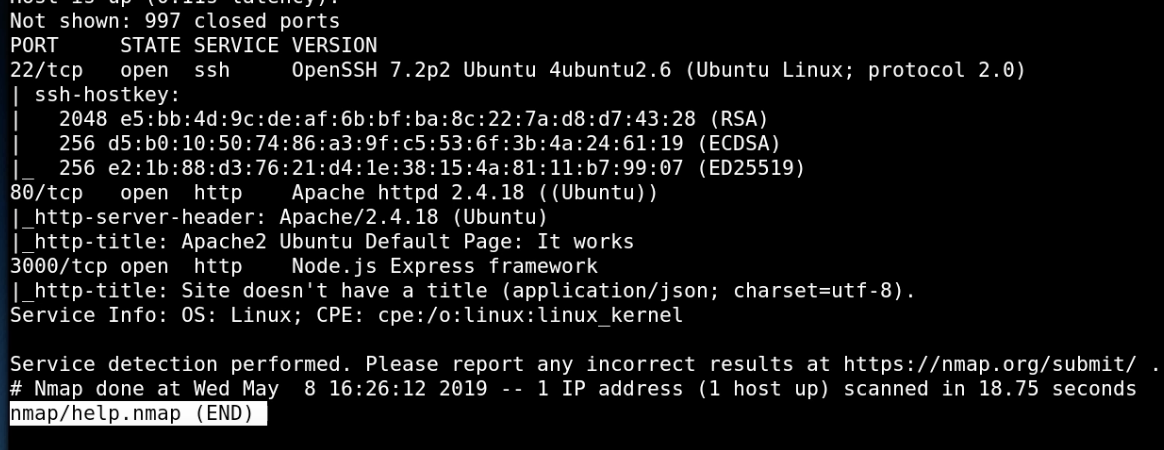 Host is up (0.11s latency).
Not shown: 997 closed ports
PORT     STATE SERVICE VERSION
22/tcp   open  ssh     OpenSSH 7.2p2 Ubuntu 4ubuntu2.6 (Ubuntu Linux; protocol 2.0)
| ssh-hostkey:
|   2048 e5:bb:4d:9c:de:af:6b:bf:ba:8c:22:7a:d8:d7:43:28 (RSA)
|   256 d5:b0:10:50:74:86:a3:9f:c5:53:6f:3b:4a:24:61:19 (ECDSA)
|_  256 e2:1b:88:d3:76:21:d4:1e:38:15:4a:81:11:b7:99:07 (ED25519)
80/tcp   open  http    Apache httpd 2.4.18 ((Ubuntu))
|_http-server-header: Apache/2.4.18 (Ubuntu)
|_http-title: Apache2 Ubuntu Default Page: It works
3000/tcp open  http    Node.js Express framework
|_http-title: Site doesn't have a title (application/json; charset=utf-8).
Service Info: OS: Linux; CPE: cpe:/o:linux:linux_kernel

Service detection performed. Please report any incorrect results at https://nmap.org/submit/ .
# Nmap done at Wed May  8 16:26:12 2019 -- 1 IP address (1 host up) scanned in 18.75 seconds
nmap/help.nmap (END)